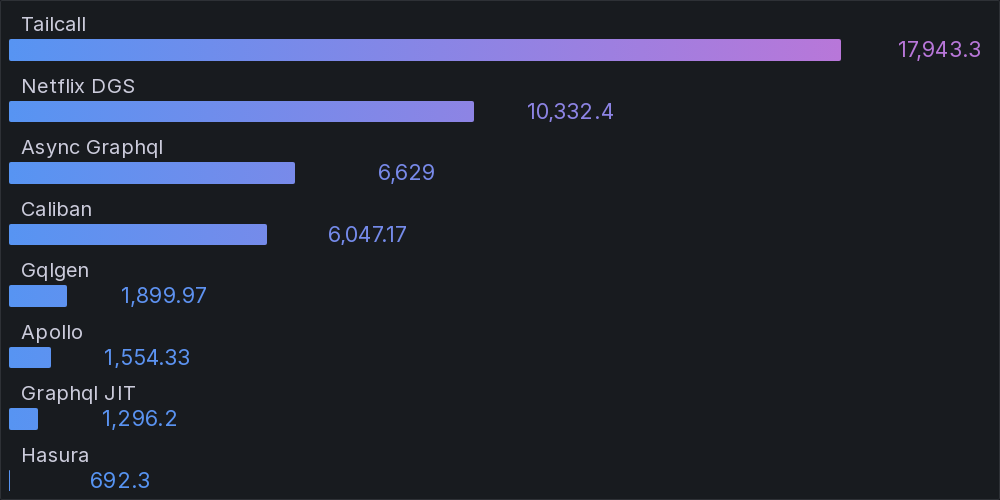 Tailcall
17,943.3
Netflix DGS
10,332.4
Async Graphql
6,629
Caliban
6,047.17
Gqlgen
1,899.97
Apollo
1,554.33
Graphql JIT
1,296.2
Hasura
692.3